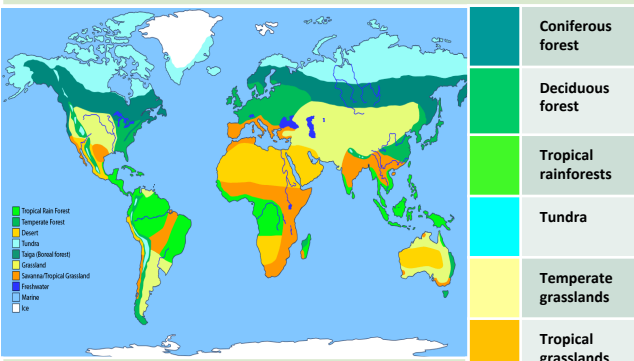 Tropical Rain Forest
Temperate Forest
Desert
Tundra
Taiga (Boreal forest)
Grassland
Savanna/Tropical Grassland
Freshwater
Marine
Ice
Coniferous
forest
Deciduous
forest
Tropical
rainforests
Tundra
Temperate
grasslands
Tropical
grasslands